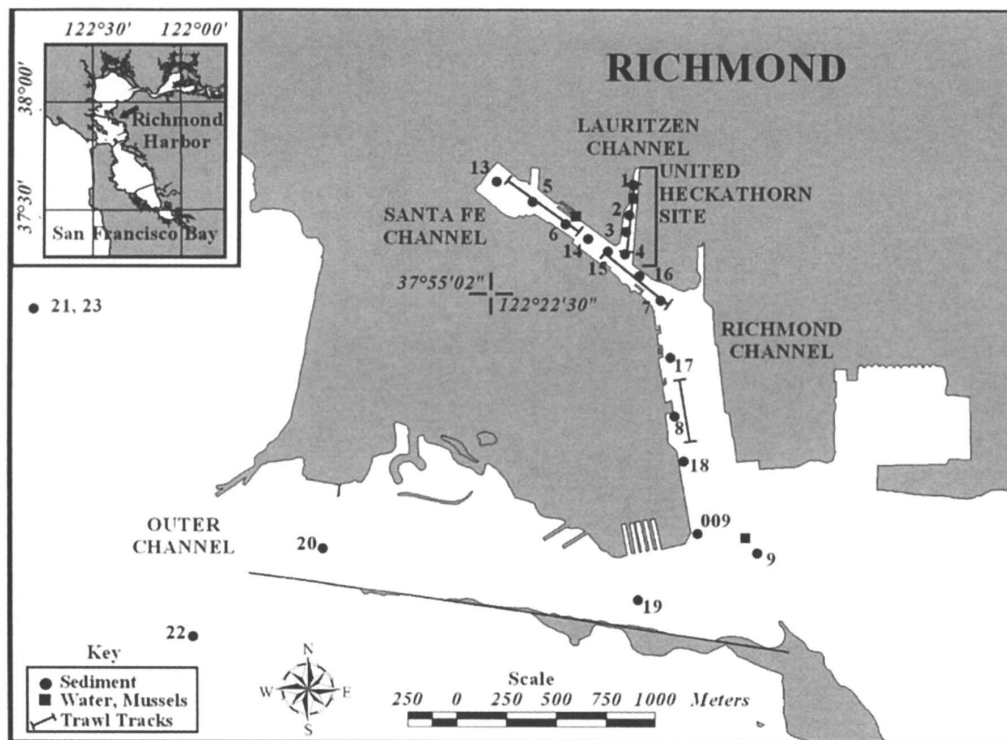 122°30' 122°00'
38°00'
37°30'
Richmond
Harbor
San Francisco Bay
RICHMOND
LAURITZEN
CHANNEL
UNITED
HECKATHORN
SITE
SANTA FE
CHANNEL
13
5
6
14
15
1
2
3
4
16
7
37°55'02"
122°22'30"
RICHMOND
CHANNEL
21, 23
17
8
18
009
9
OUTER
CHANNEL
20
19
22
Key
Sediment
Water, Mussels
Trawl Tracks
N
W E
S
Scale
250 0 250 500 750 1000 Meters